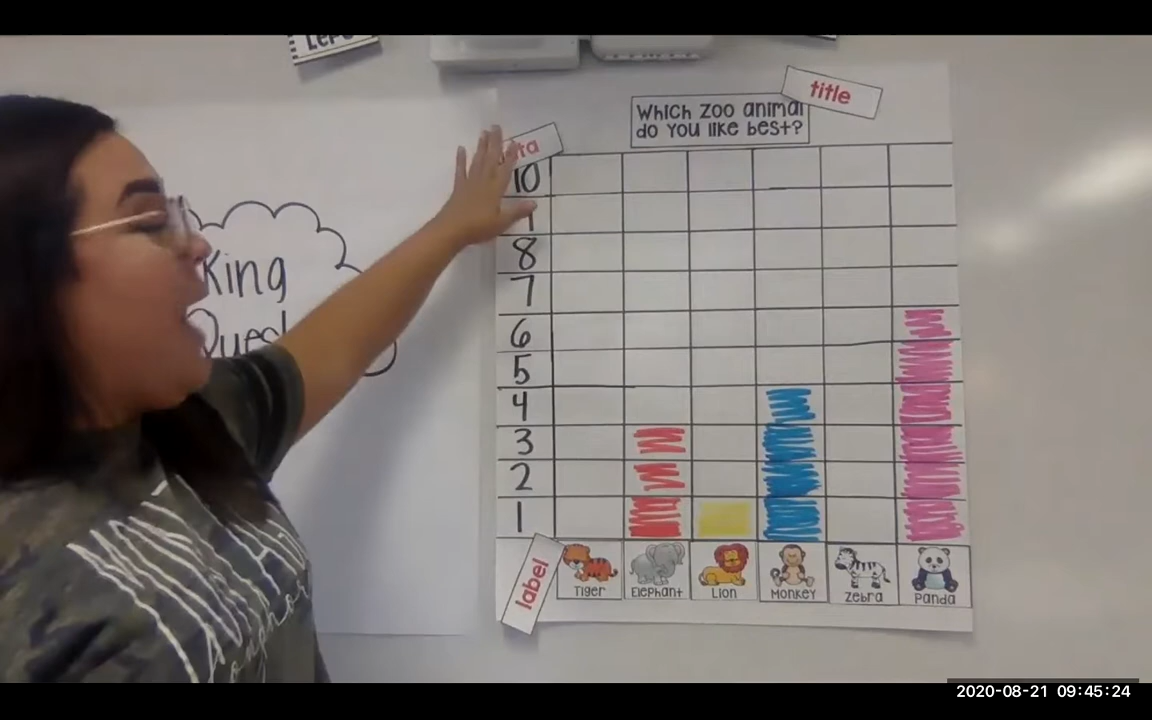 title
Which zoo animal
do you like best?
10
8
7
6
5
4
3
2
1
label
Tiger
Elephant
Lion
Monkey
Zebra
Panda
King
2020-08-21 09:45:24